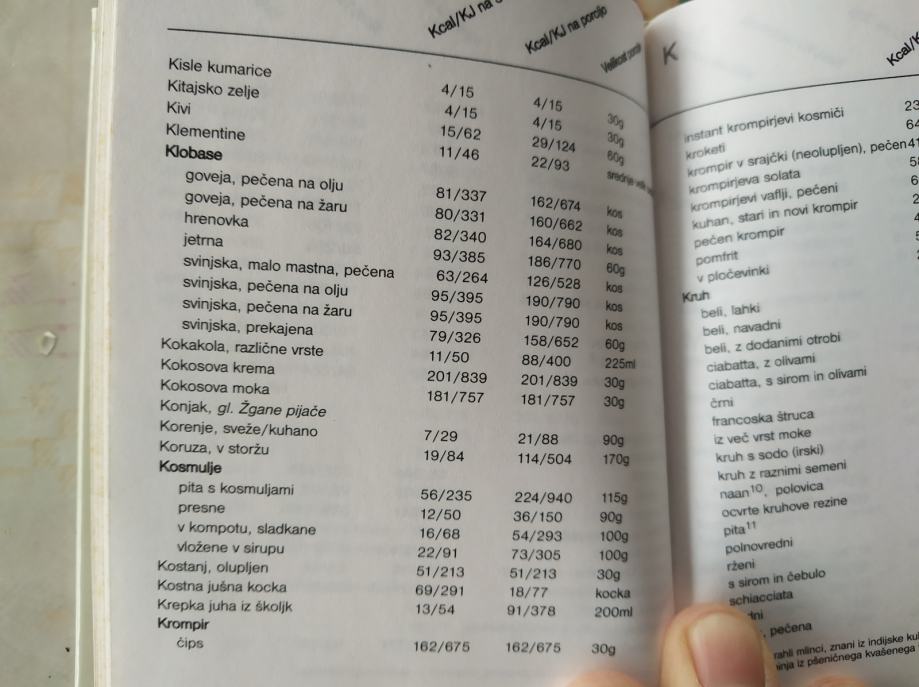 Kcal/KJ na
Kcal/KJ na porcijo
Velikost
Kisle kumarice 4/15 4/15 30g
Kitajsko zelje 4/15 4/15 30g
Kivi 15/62 29/124 60g
Klementine 11/46 22/93
Klobase
goveja, pečena na olju 81/337 162/674 kos
goveja, pečena na žaru 80/331 160/662 kos
hrenovka 82/340 164/680 kos
jetrna 93/385 186/770 60g
svinjska, malo mastna, pečena 63/264 126/528 kos
svinjska, pečena na olju 95/395 190/790 kos
svinjska, pečena na žaru 95/395 190/790 kos
svinjska, prekajena 79/326 158/652 60g
Kokakola, različne vrste 11/50 88/400 225ml
Kokosova krema 201/839 201/839 30g
Kokosova moka 181/757 181/757 30g
Konjak, gl. Žgane pijače
Korenje, sveže/kuhano 7/29 21/88 90g
Koruza, v storžu 19/84 114/504 170g
Kosmulje
pita s kosmuljami 56/235 224/940 115g
presne 12/50 36/150 90g
v kompotu, sladkane 16/68 54/293 100g
vložene v sirupu 22/91 73/305 100g
Kostanj, olupljen 51/213 51/213 30g
Kostna jušna kocka 69/291 18/77 kocka
Krepka juha iz školjk 13/54 91/378 200ml
Krompir
čips 162/675 162/675 30g
K
instant krompirjevi kosmiči
kroketi
krompir v srajčki (neolupljen), pečen
krompirjeva solata
krompirjevi vaflji, pečeni
kuhan, stari in novi krompir
pečen krompir
pomfrit
v pločevinki
Kruh
beli, lahki
beli, navadni
beli, z dodanimi otrobi
ciabatta, z olivami
ciabatta, s sirom in olivami
črni
francoska štruca
iz več vrst moke
kruh s sodo (irski)
kruh z raznimi semeni
naan¹⁰, polovica
ocvrte kruhove rezine
pita¹¹
polnovredni
rženi
s sirom in čebulo
schiacciata
pečena
mlinci, znani iz indijske
iz pšeničnega kvašenega